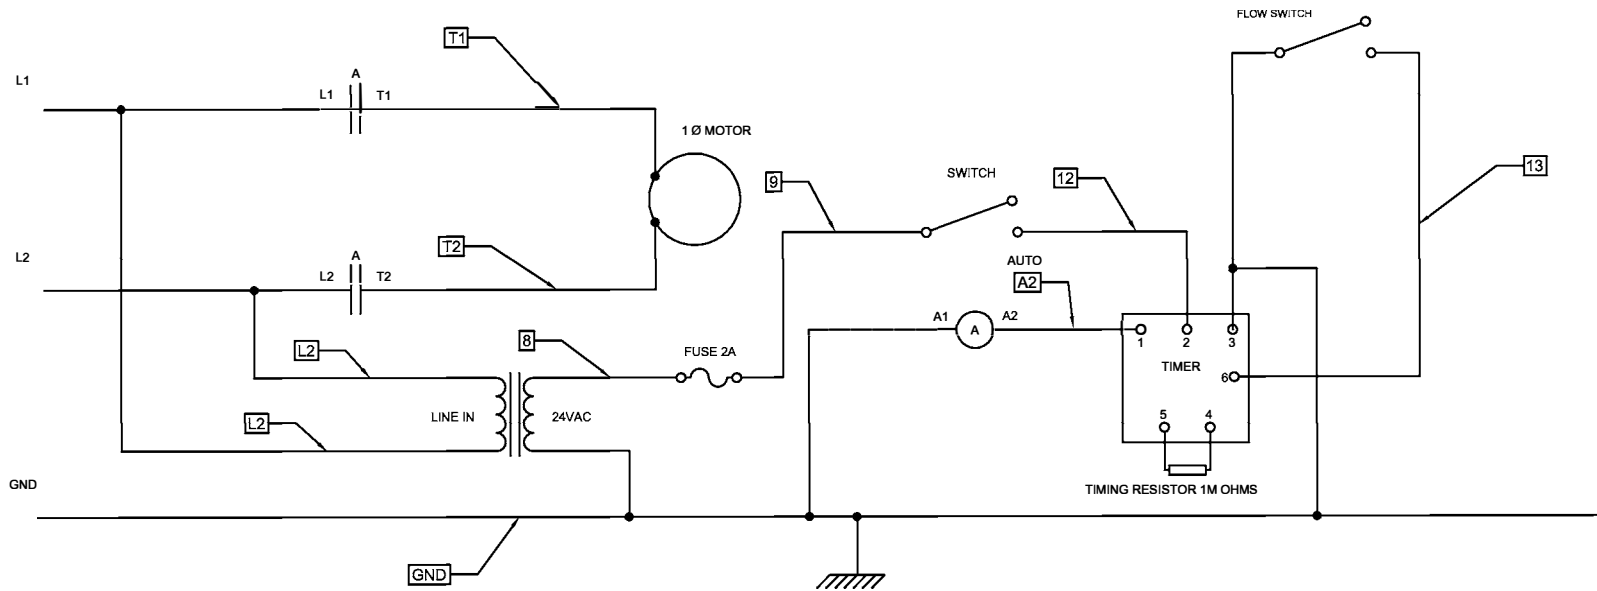 FLOW SWITCH
T1
L1
A
L1 T1
1 Ø MOTOR
13
SWITCH
9
12
T2
L2
A
L2 T2
AUTO
A2
A1 A A2
8
L2
FUSE 2A
1 2 3
TIMER
6
LINE IN 24VAC
L2
5 4
GND
TIMING RESISTOR 1M OHMS
GND